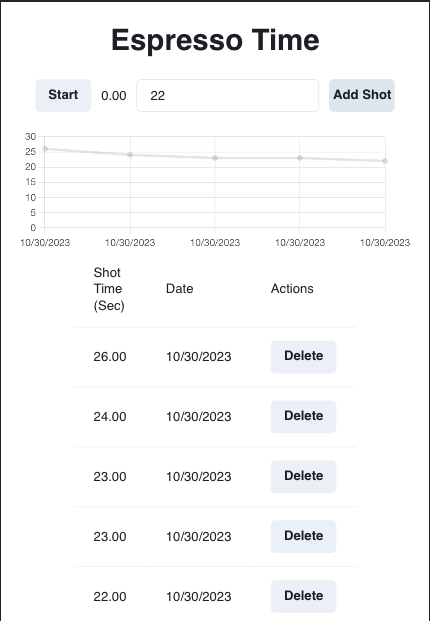 Espresso Time
Start 0.00 22 Add Shot
30
25
20
15
10
5
0
10/30/2023 10/30/2023 10/30/2023 10/30/2023 10/30/2023
Shot
Time
(Sec)
Date
Actions
26.00 10/30/2023 Delete
24.00 10/30/2023 Delete
23.00 10/30/2023 Delete
23.00 10/30/2023 Delete
22.00 10/30/2023 Delete